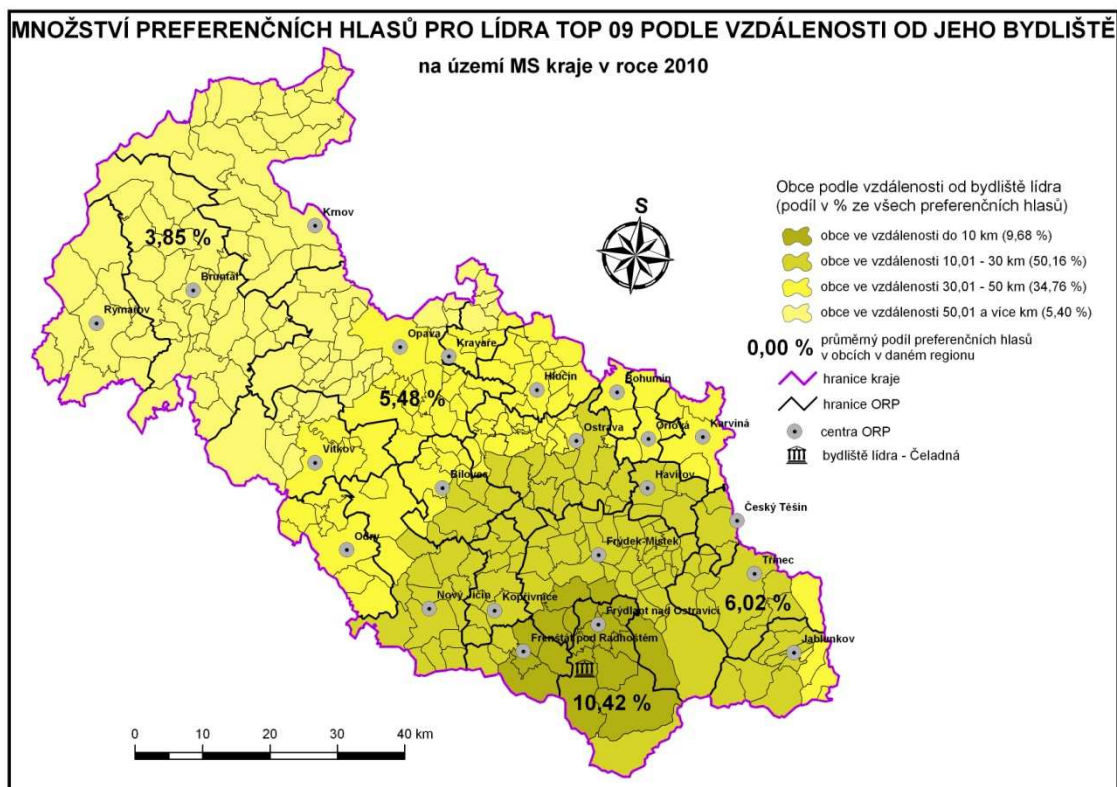 MNOŽSTVÍ PREFERENČNÍCH HLASŮ PRO LÍDRA TOP 09 PODLE VZDÁLENOSTI OD JEHO BYDLIŠTĚ
na území MS kraje v roce 2010
S
Obce podle vzdálenosti od bydliště lídra
(podíl v % ze všech preferenčních hlasů)
obce ve vzdálenosti do 10 km (9,68 %)
obce ve vzdálenosti 10,01 - 30 km (50,16 %)
obce ve vzdálenosti 30,01 - 50 km (34,76 %)
obce ve vzdálenosti 50,01 a více km (5,40 %)
0,00 % průměrný podíl preferenčních hlasů
v obcích v daném regionu
hranice kraje
hranice ORP
centra ORP
bydliště lídra - Čeladná
Krnov
3,85 %
Bruntál
Rýmařov
Opava
Kravaře
Hlučín
Bohumín
5,48 %
Ostrava
Orlová
Karviná
Vítkov
Bílovec
Havířov
Český Těšín
Odry
Frýdek-Místek
Třinec
Nový Jičín
Kopřivnice
6,02 %
Frýdlant nad Ostravicí
Frenštát pod Radhoštěm
Jablunkov
10,42 %
0 10 20 30 40 km